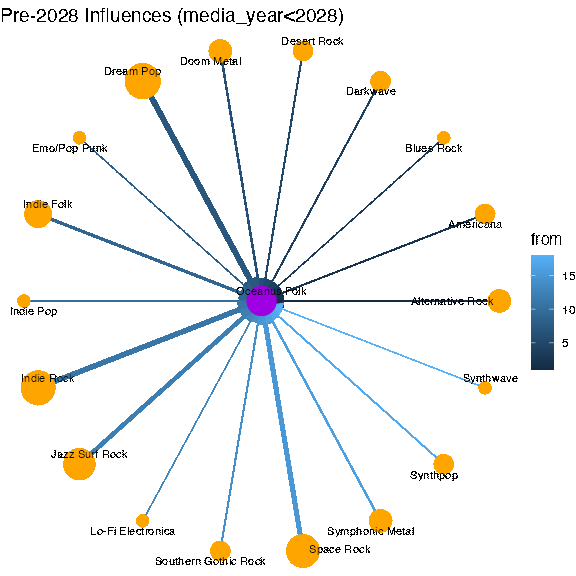 Pre-2028 Influences (media_year<2028)
Desert Rock
Doom Metal
Dream Pop
Darkwave
Emo/Pop Punk
Blues Rock
Indie Folk
Americana
Oceanus Folk
Alternative Rock
Indie Pop
Indie Rock
Synthwave
Jazz Surf Rock
Synthpop
Lo-Fi Electronica
Symphonic Metal
Southern Gothic Rock
Space Rock
from
15
10
5